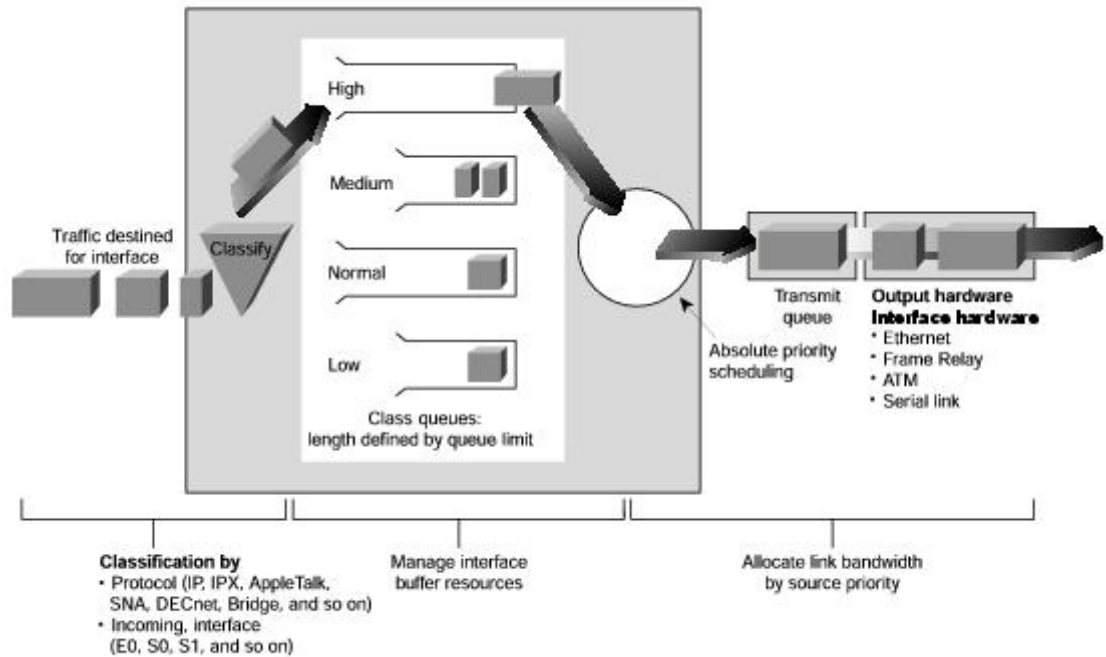 High
Medium
Normal
Low
Class queues:
length defined by queue limit
Traffic destined
for interface
Classify
Absolute priority
scheduling
Transmit
queue
Output hardware
Interface hardware
• Ethernet
• Frame Relay
• ATM
• Serial link
Classification by
• Protocol (IP, IPX, AppleTalk,
SNA, DECnet, Bridge, and so on)
• Incoming, interface
(E0, S0, S1, and so on)
Manage interface
buffer resources
Allocate link bandwidth
by source priority